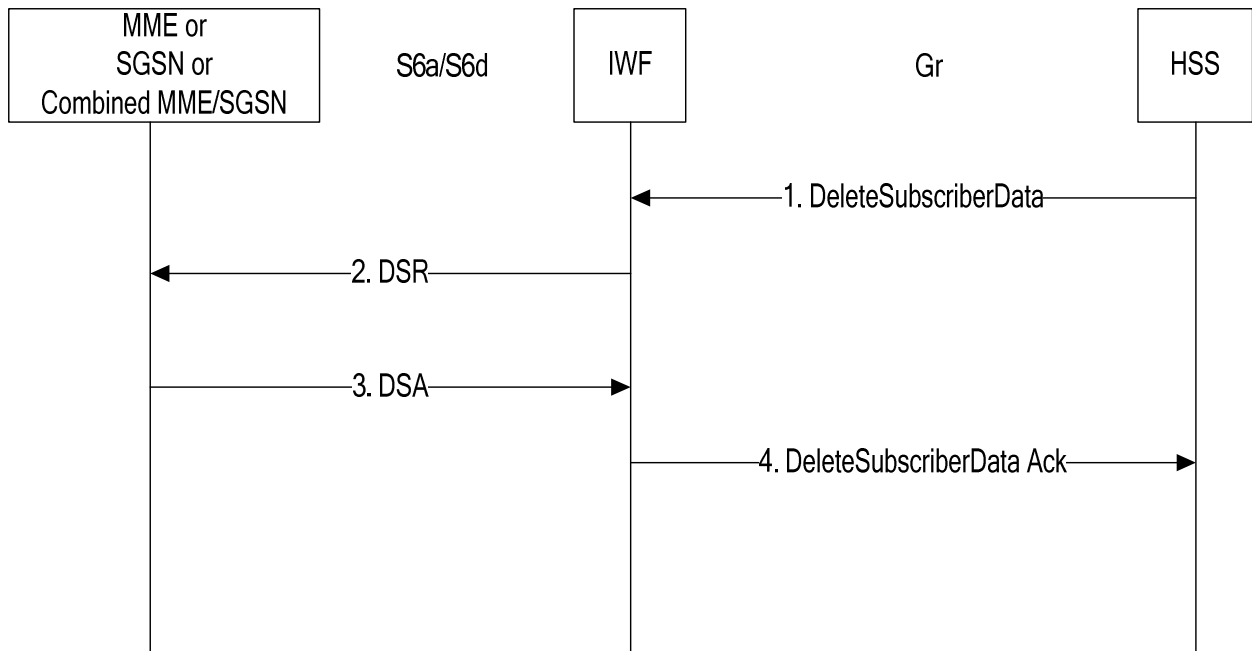 MME or
SGSN or
Combined MME/SGSN
S6a/S6d
IWF
Gr
HSS
1. DeleteSubscriberData
2. DSR
3. DSA
4. DeleteSubscriberData Ack